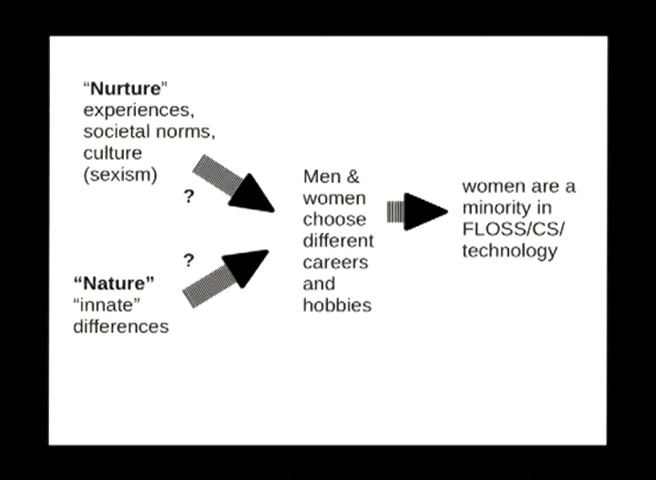 “Nurture”
experiences,
societal norms,
culture
(sexism)
?
?
“Nature”
“innate”
differences
Men &
women
choose
different
careers
and
hobbies
women are a
minority in
FLOSS/CS/
technology